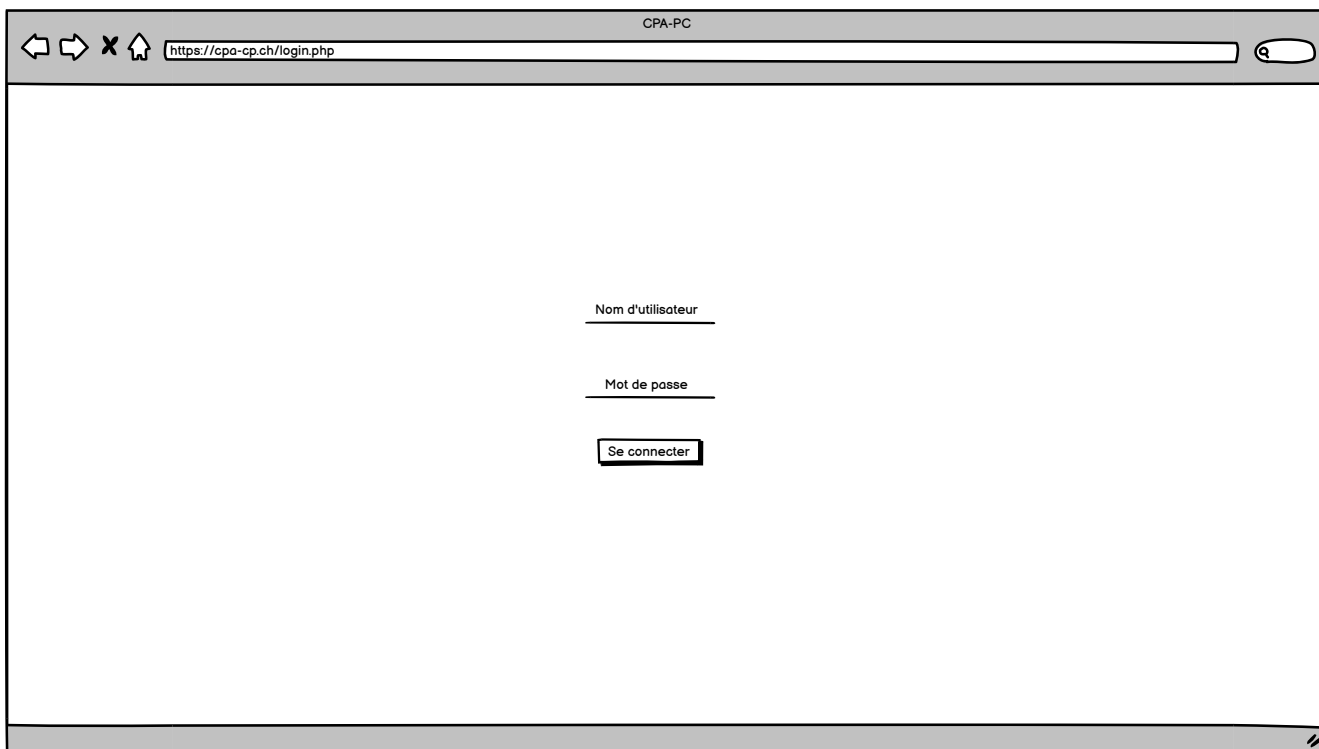 CPA-PC
https://cpa-cp.ch/login.php
Nom d'utilisateur
Mot de passe
Se connecter